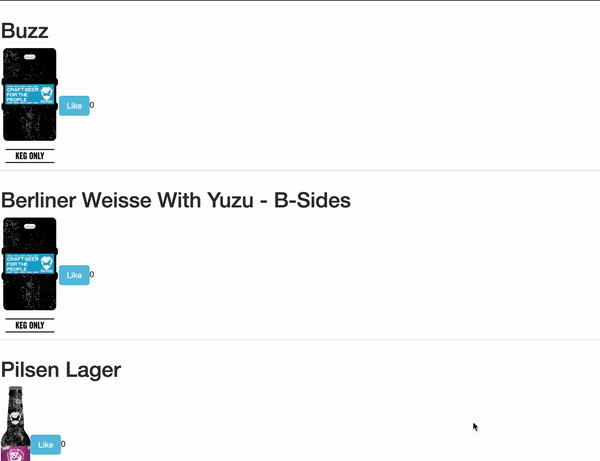 Buzz
CRAFT BEER
FOR THE
PEOPLE
Like 0
KEG ONLY
Berliner Weisse With Yuzu - B-Sides
CRAFT BEER
FOR THE
PEOPLE
Like 0
KEG ONLY
Pilsen Lager
Like 0